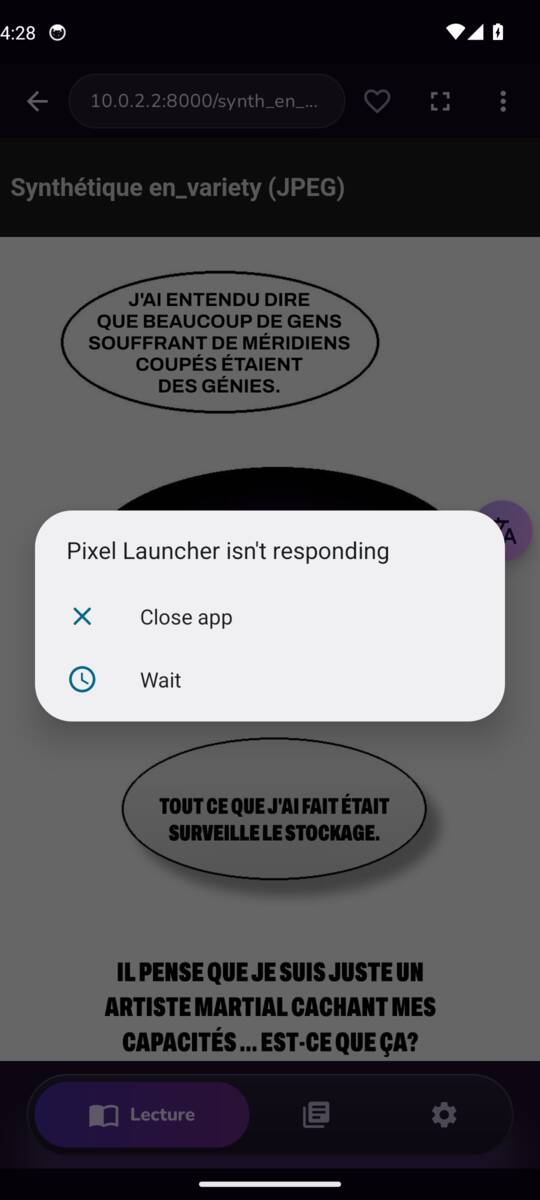 4:28
10.0.2.2:8000/synth_en_...
Synthétique en_variety (JPEG)
J'AI ENTENDU DIRE
QUE BEAUCOUP DE GENS
SOUFFRANT DE MÉRIDIENS
COUPÉS ÉTAIENT
DES GÉNIES.
Pixel Launcher isn't responding
Close app
Wait
TOUT CE QUE J'AI FAIT ÉTAIT
SURVEILLE LE STOCKAGE.
IL PENSE QUE JE SUIS JUSTE UN
ARTISTE MARTIAL CACHANT MES
CAPACITÉS ... EST-CE QUE ÇA?
Lecture